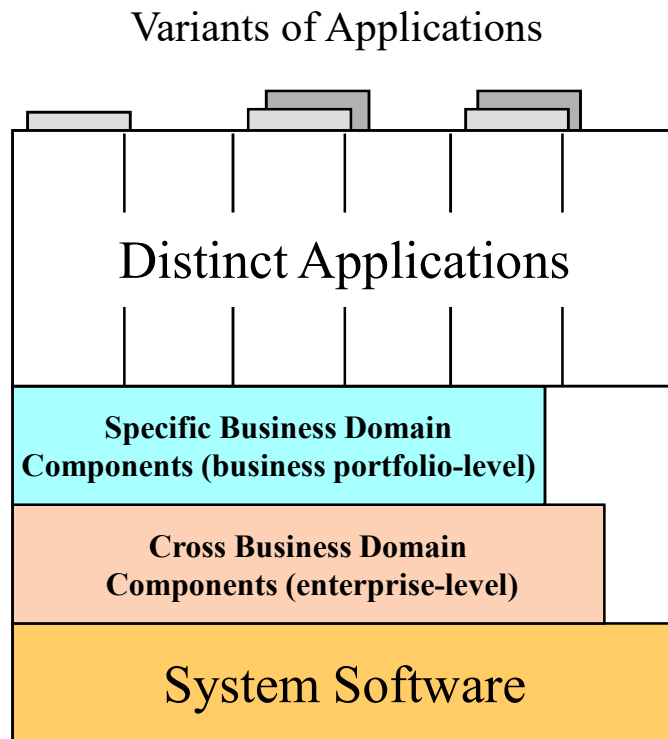 Variants of Applications
Distinct Applications
Specific Business Domain
Components (business portfolio-level)
Cross Business Domain
Components (enterprise-level)
System Software